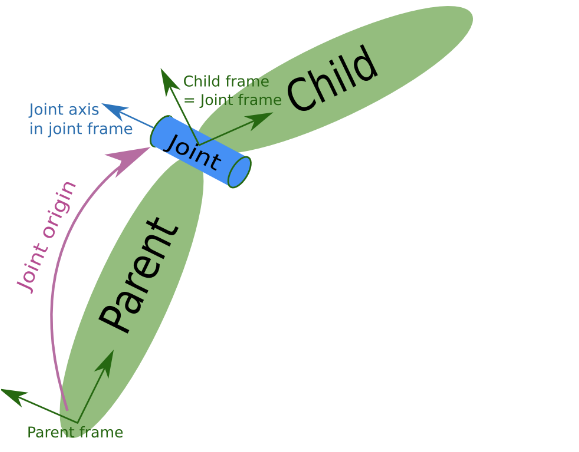 Child
Child frame
= Joint frame
Joint axis
in joint frame
Joint
Joint origin
Parent
Parent frame